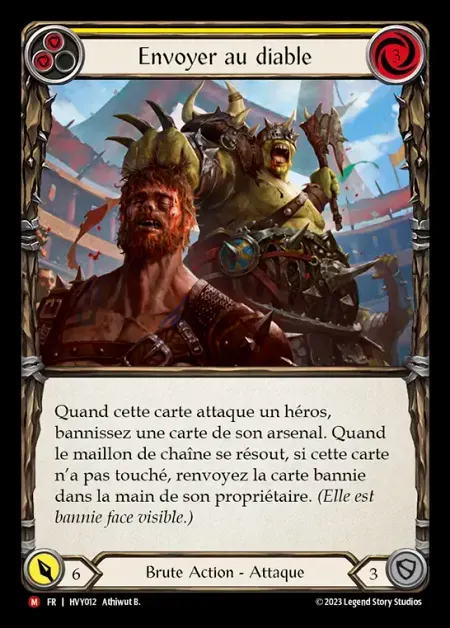 Envoyer au diable
3
Quand cette carte attaque un héros,
bannissez une carte de son arsenal. Quand
le maillon de chaîne se résout, si cette carte
n'a pas touché, renvoyez la carte bannie
dans la main de son propriétaire. (Elle est
bannie face visible.)
6
Brute Action - Attaque
3
M FR | HVY012 Athiwut B.
© 2023 Legend Story Studios